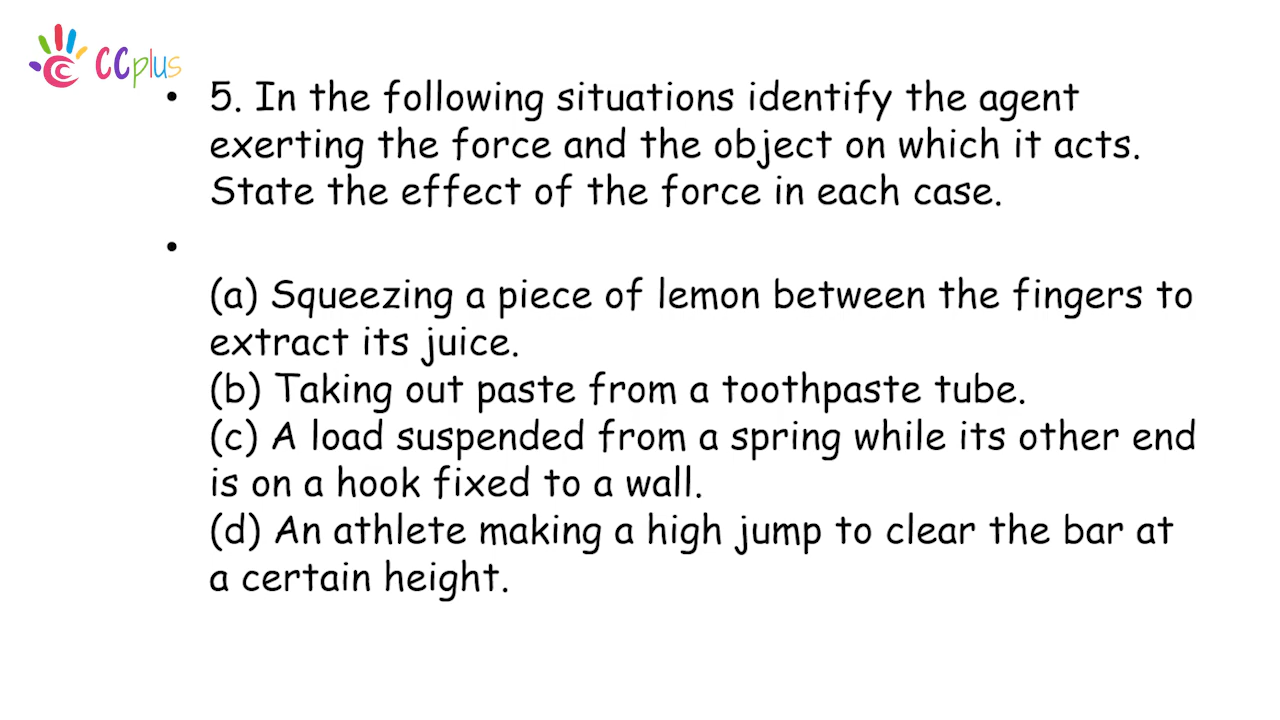 CCplus
• 5. In the following situations identify the agent
exerting the force and the object on which it acts.
State the effect of the force in each case.
•
(a) Squeezing a piece of lemon between the fingers to
extract its juice.
(b) Taking out paste from a toothpaste tube.
(c) A load suspended from a spring while its other end
is on a hook fixed to a wall.
(d) An athlete making a high jump to clear the bar at
a certain height.